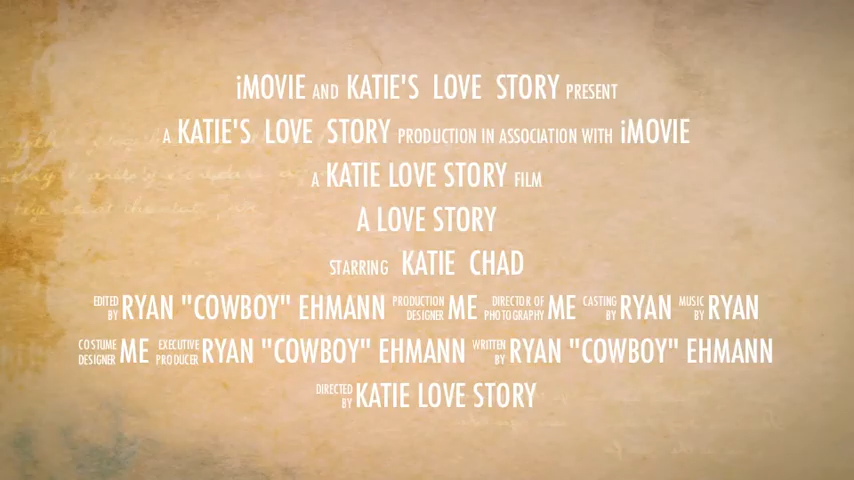 iMOVIE AND KATIE'S LOVE STORY PRESENT
A KATIE'S LOVE STORY PRODUCTION IN ASSOCIATION WITH iMOVIE
A KATIE LOVE STORY FILM
A LOVE STORY
STARRING KATIE CHAD
EDITED BY RYAN "COWBOY" EHMANN PRODUCTION DESIGNER ME DIRECTOR OF PHOTOGRAPHY ME CASTING BY RYAN MUSIC BY RYAN
COSTUME DESIGNER ME EXECUTIVE PRODUCER RYAN "COWBOY" EHMANN WRITTEN BY RYAN "COWBOY" EHMANN
DIRECTED BY KATIE LOVE STORY